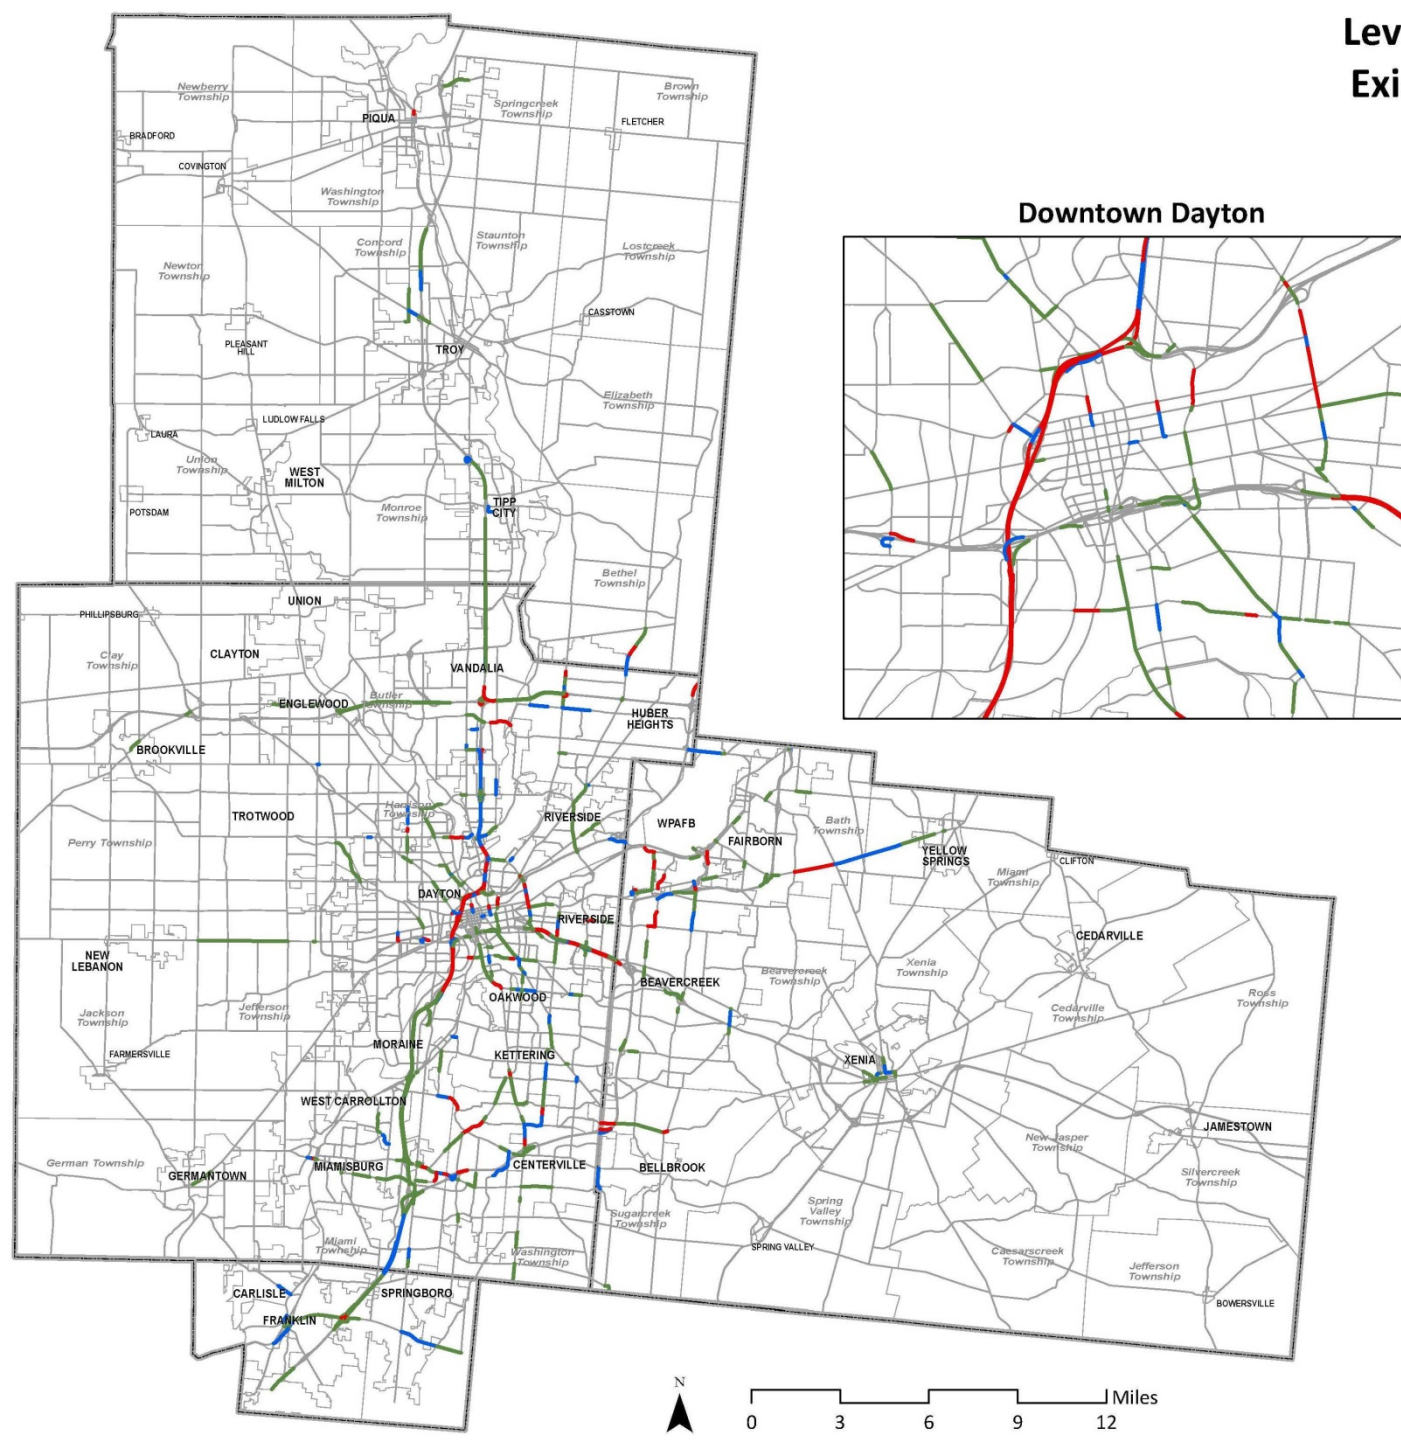 Lev
Exi
Newberry
Township
Brown
Township
Springcreek
Township
PIQUA
FLETCHER
BRADFORD
COVINGTON
Washington
Township
Concord
Township
Staunton
Township
Lostcreek
Township
Newton
Township
CASSTOWN
PLEASANT
HILL
TROY
Elizabeth
Township
LUDLOW FALLS
LAURA
Union
Township
WEST
MILTON
Monroe
Township
TIPP
CITY
POTSDAM
Bethel
Township
UNION
PHILLIPSBURG
Clay
Township
CLAYTON
VANDALIA
Butler
Township
ENGLEWOOD
HUBER
HEIGHTS
BROOKVILLE
Harrison
Township
TROTWOOD
RIVERSIDE
WPAFB
FAIRBORN
Bath
Township
YELLOW
SPRINGS
CLIFTON
Miami
Township
Perry Township
DAYTON
RIVERSIDE
CEDARVILLE
NEW
LEBANON
BEAVERCREEK
Beavercreek
Township
Xenia
Township
Ross
Township
OAKWOOD
Jefferson
Township
Jackson
Township
Cedarville
Township
MORAINE
KETTERING
FARMERSVILLE
XENIA
WEST CARROLLTON
JAMESTOWN
New Jasper
Township
German Township
GERMANTOWN
MIAMISBURG
CENTERVILLE
BELLBROOK
Silvercreek
Township
Spring
Valley
Township
Sugarcreek
Township
Miami
Township
Washington
Township
SPRING VALLEY
Caesarscreek
Township
Jefferson
Township
CARLISLE
SPRINGBORO
FRANKLIN
BOWERSVILLE
Downtown Dayton
N
Miles
0 3 6 9 12